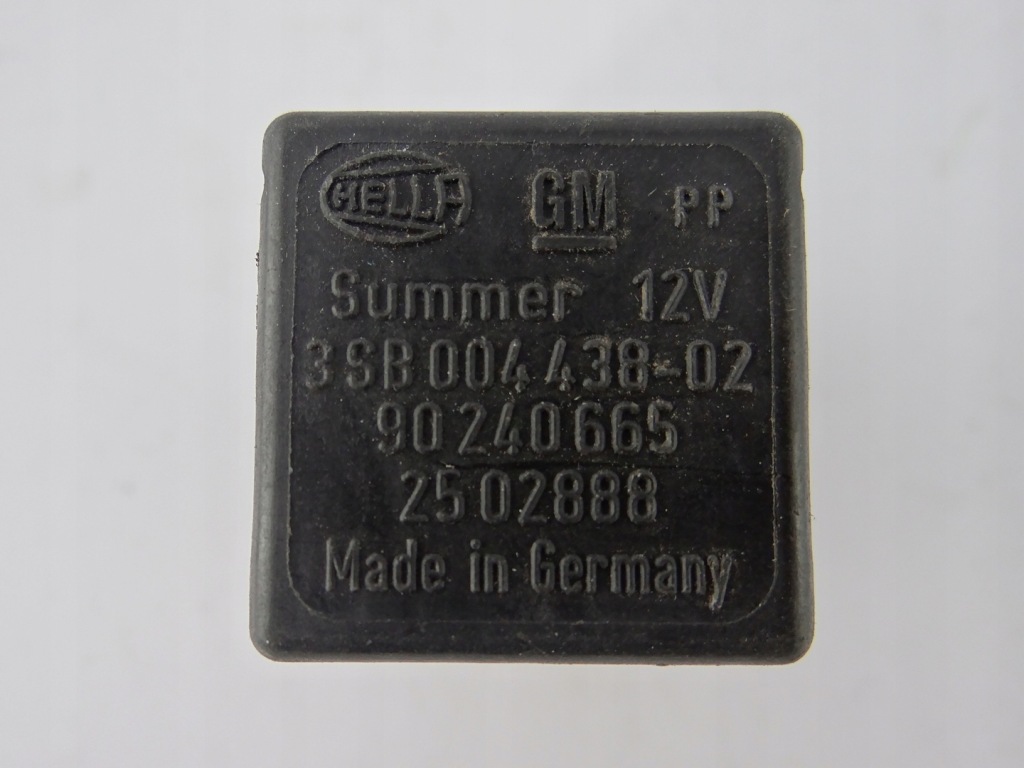 HELLA GM PP
Summer 12V
3SB 004 438-02
90 240 665
25 02888
Made in Germany